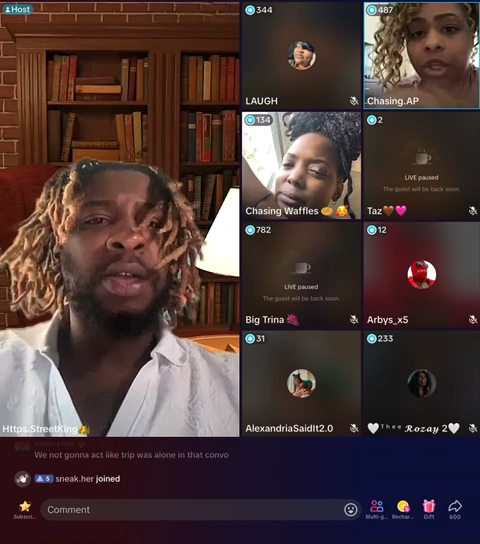 Host
344
LAUGH
487
Chasing.AP
134
Chasing Waffles 🧇 🥰
2
LIVE paused
The guest will be back soon.
Taz🤎🩷
782
LIVE paused
The guest will be back soon.
Big Trina 🍇
12
Arbys_x5
31
AlexandriaSaidIt2.0
233
🤍ᵀʰᵉᵉ 𝓡𝓸𝔃𝓪𝔂 2🤍
Https.StreetKing
We not gonna act like trip was alone in that convo
5 sneak.her joined
Subscri...
Comment
Multi-g...
Rechar...
Gift
600